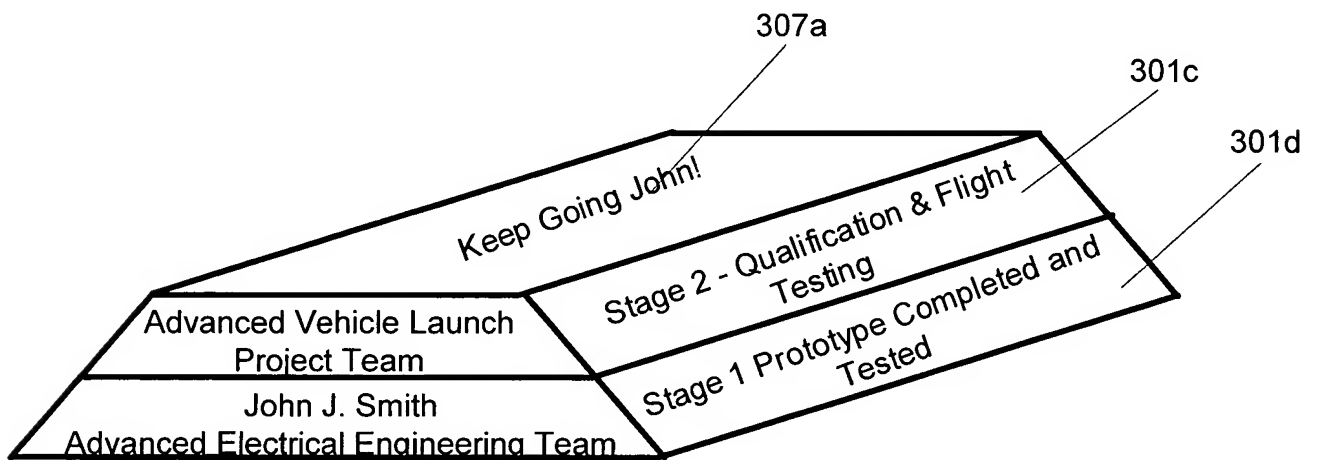 307a
301c
301d
Keep Going John!
Stage 2 - Qualification & Flight
Testing
Stage 1 Prototype Completed and
Tested
Advanced Vehicle Launch
Project Team
John J. Smith
Advanced Electrical Engineering Team